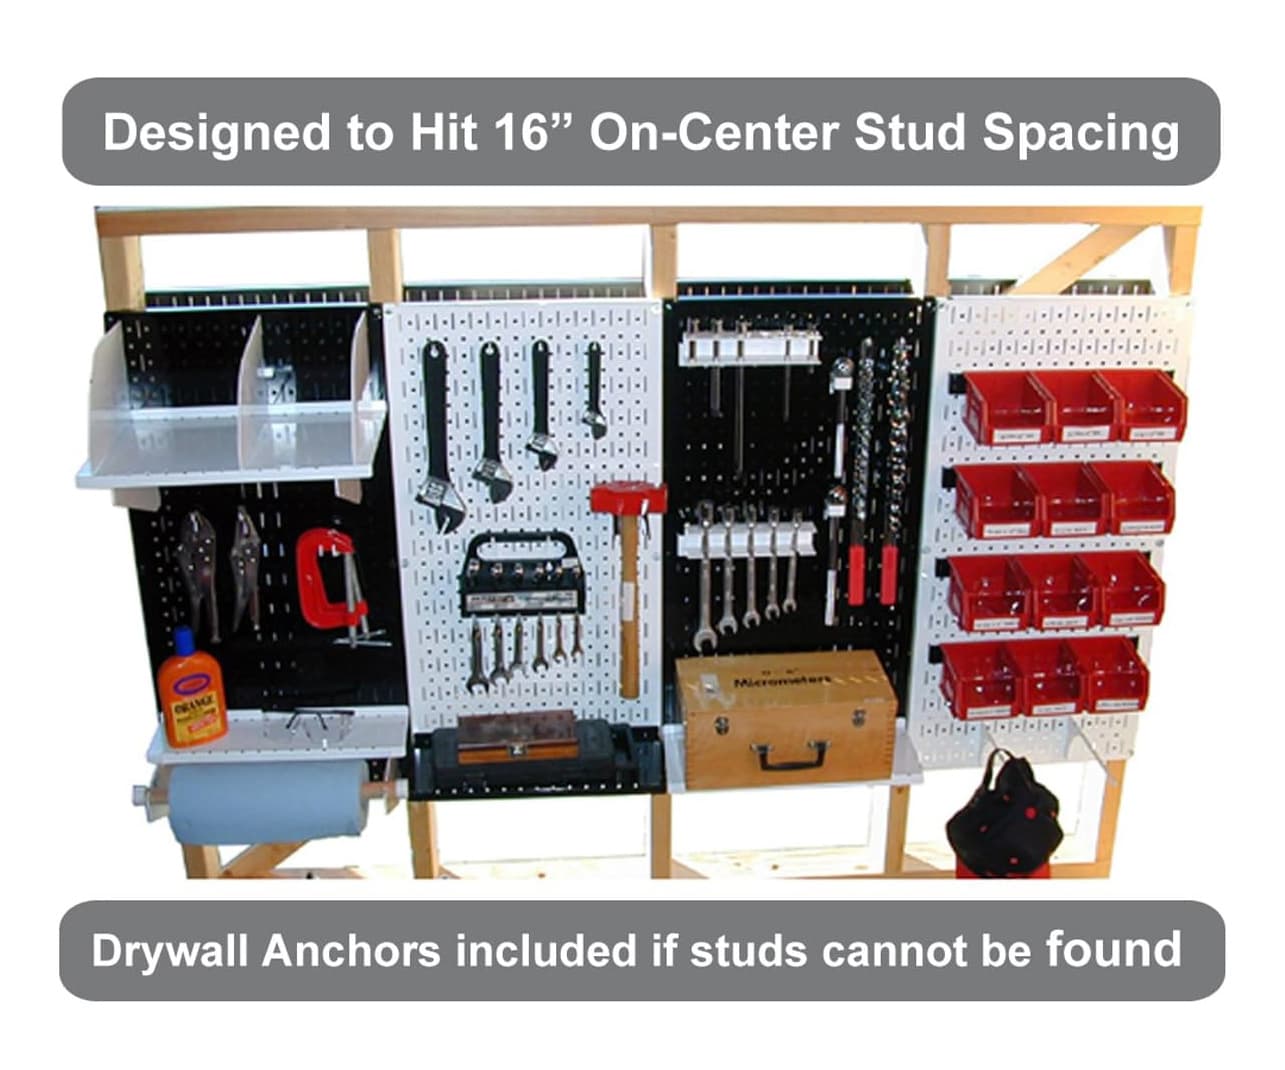 Designed to Hit 16” On-Center Stud Spacing
ORANGE
Micrometers
Drywall Anchors included if studs cannot be found